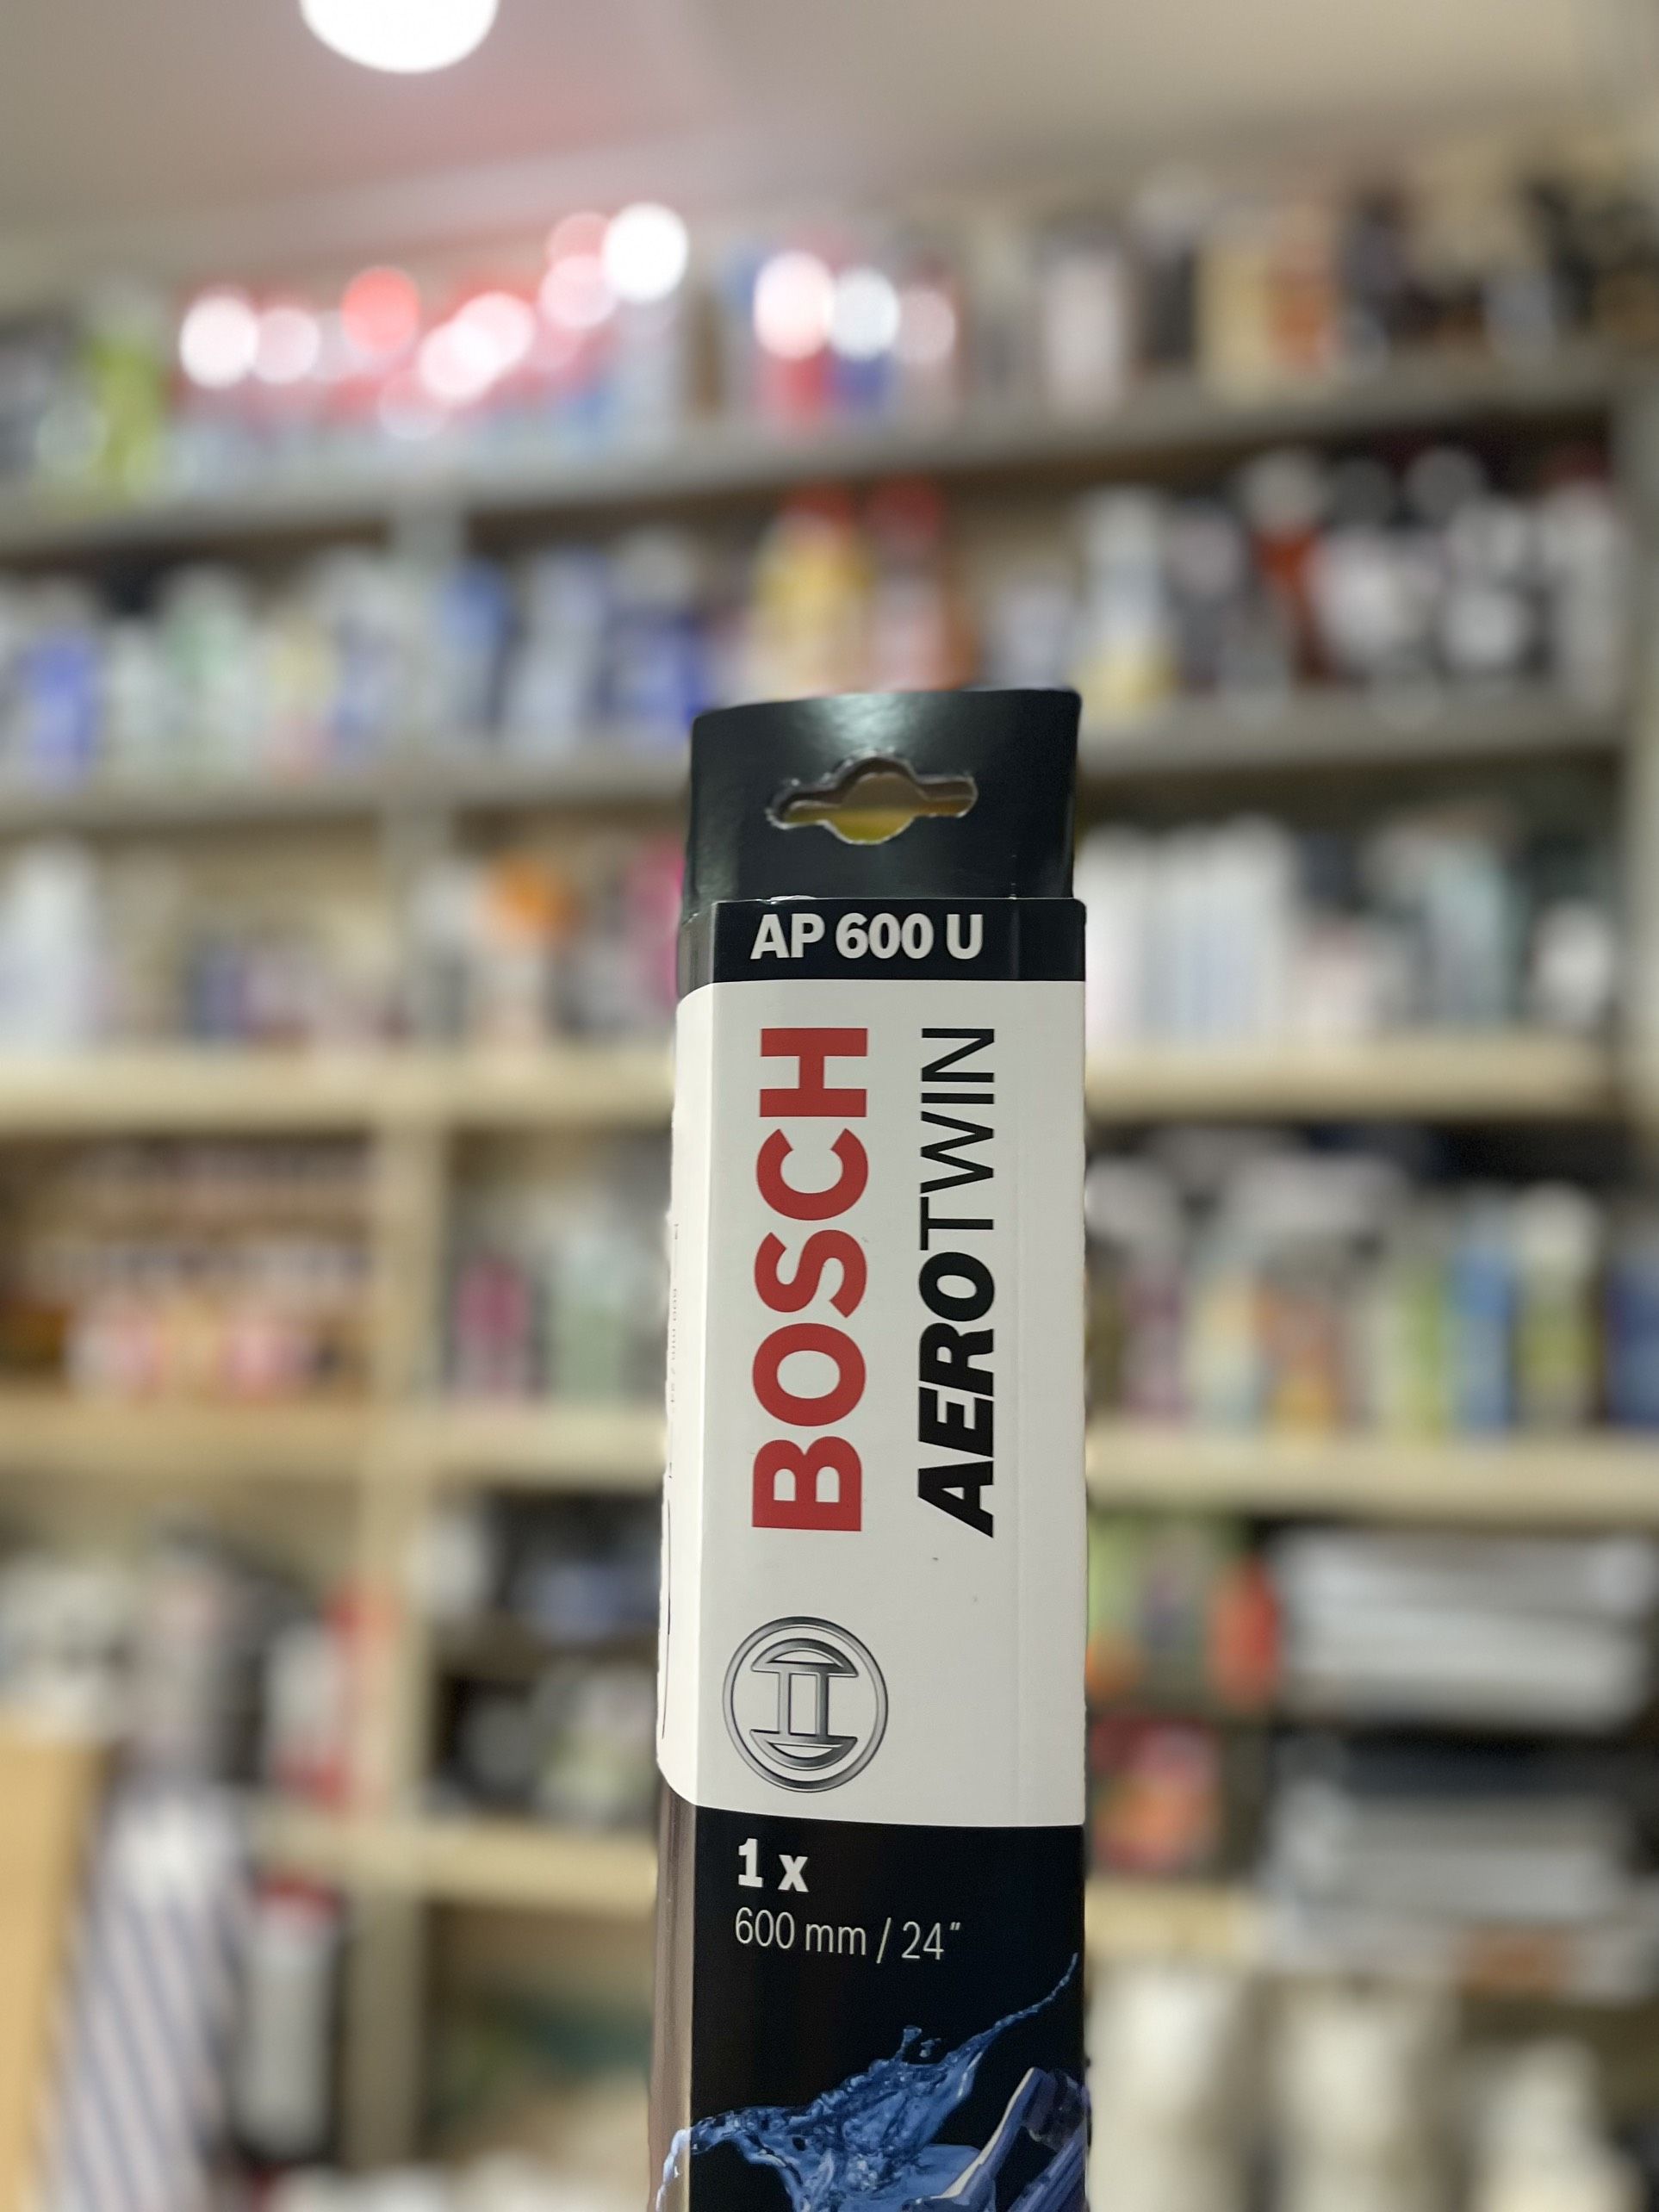 AP 600 U
BOSCH
AEROTWIN
1 x
600 mm / 24"